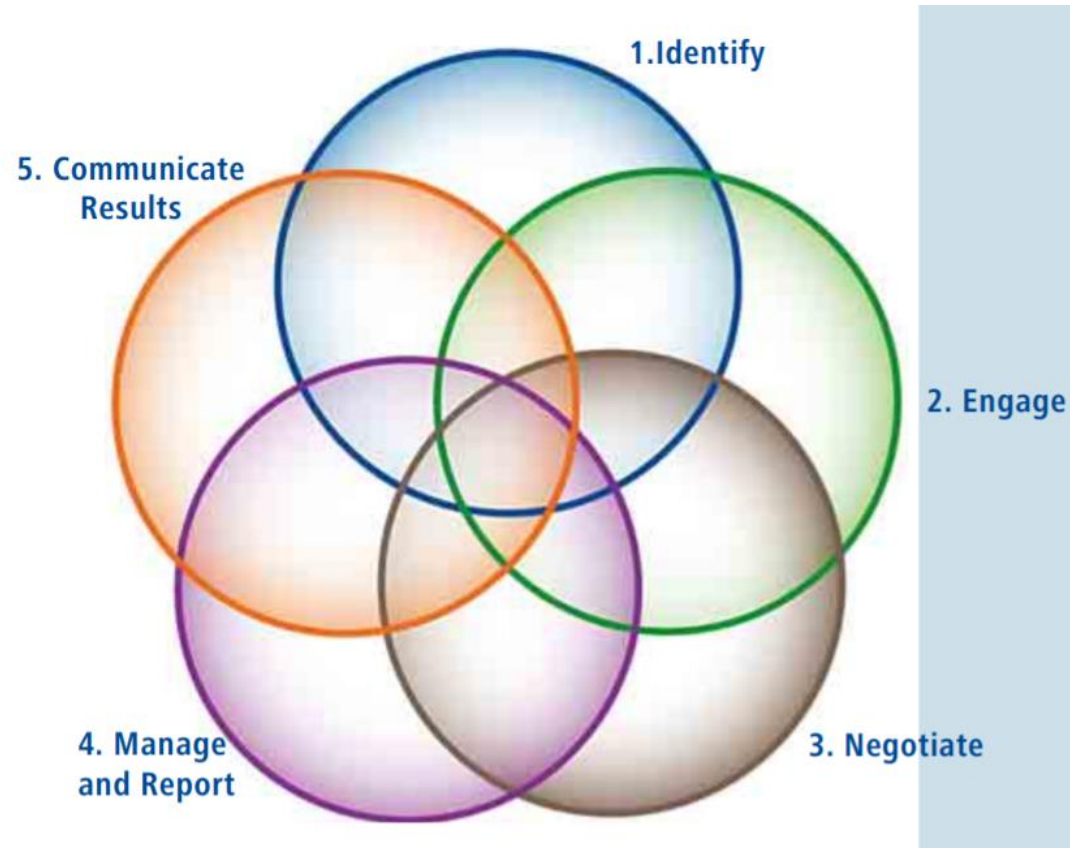 1.Identify
5. Communicate
Results
2. Engage
4. Manage
and Report
3. Negotiate